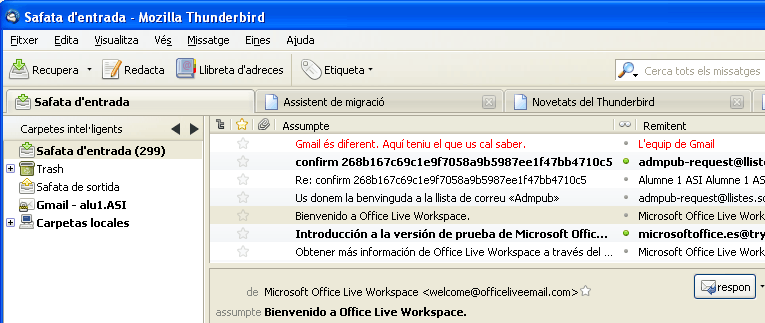 Safata d'entrada - Mozilla Thunderbird
Fitxer Edita Visualitza Vés Missatge Eines Ajuda
Recupera Redacta Llibreta d'adreces Etiqueta Cerca tots els missatges
Safata d'entrada Assistent de migració Novetats del Thunderbird
Carpetes intel·ligents Assumpte Remitent
Safata d'entrada (299)
Trash
Safata de sortida
Gmail - alu1.ASI
Carpetes locales
Gmail és diferent. Aquí teniu el que us cal saber. L'equip de Gmail
confirm 268b167c69c1e9f7058a9b5987ee1f47bb4710c5 admpub-request@llistes
Re: confirm 268b167c69c1e9f7058a9b5987ee1f47bb4710c5 Alumne 1 ASI Alumne 1 AS
Us donem la benvinguda a la llista de correu «Admpub» admpub-request@llistes.so
Bienvenido a Office Live Workspace. Microsoft Office Live Wor
Introducción a la versión de prueba de Microsoft Offic... microsoftoffice.es@try
Obtener más información de Office Live Workspace a través del ... Microsoft Office Live Wor
respon
de Microsoft Office Live Workspace <welcome@officeliveemail.com>
assumpte Bienvenido a Office Live Workspace.